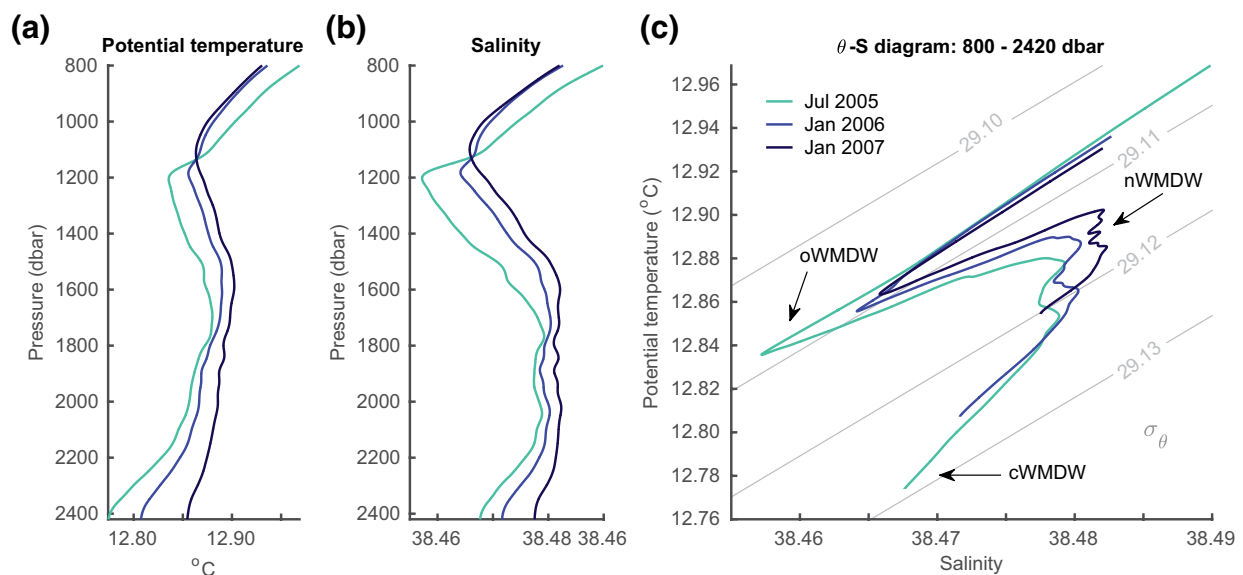 (a)
Potential temperature
800
1000
1200
1400
1600
1800
2000
2200
2400
Pressure (dbar)
12.80 12.90
°C
(b)
Salinity
800
1000
1200
1400
1600
1800
2000
2200
2400
Pressure (dbar)
38.46 38.48 38.46
(c)
θ -S diagram: 800 - 2420 dbar
12.96
12.94
12.92
12.90
12.88
12.86
12.84
12.82
12.80
12.78
12.76
Potential temperature (°C)
Jul 2005
Jan 2006
Jan 2007
29.10
29.11
29.12
29.13
nWMDW
oWMDW
cWMDW
σθ
38.46 38.47 38.48 38.49
Salinity